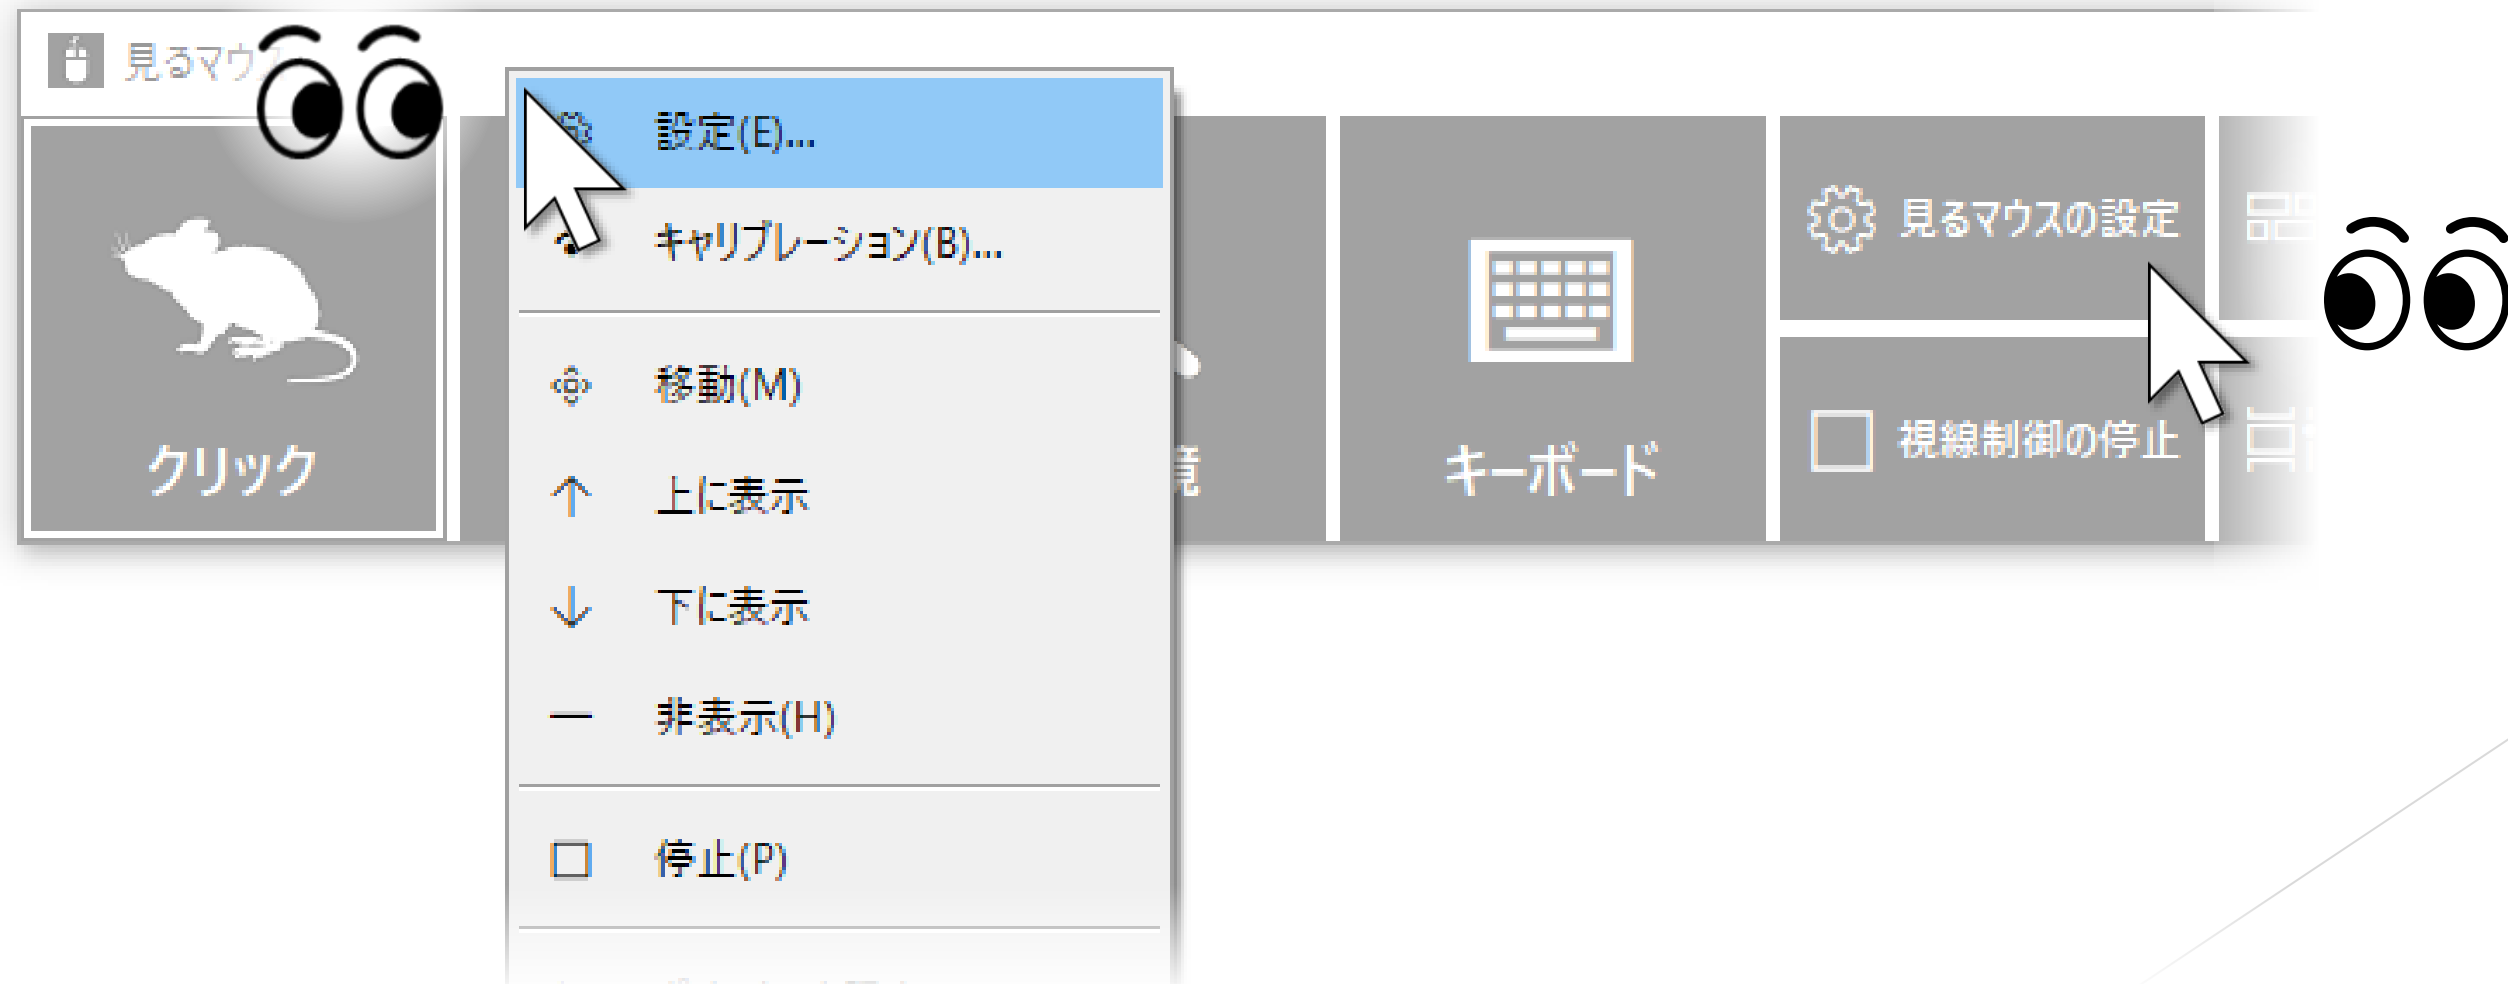 見るマウス
設定(E)...
キャリブレーション(B)...
移動(M)
上に表示
下に表示
非表示(H)
停止(P)
クリック
キーボード
見るマウスの設定
視線制御の停止